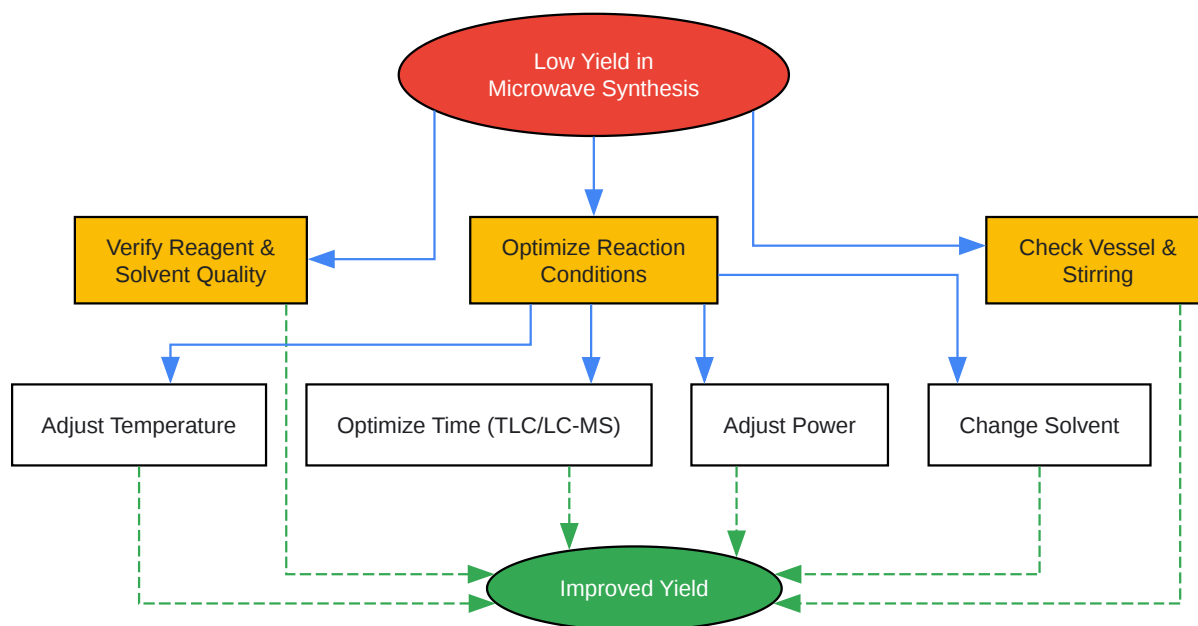 Low Yield in
Microwave Synthesis
Verify Reagent &
Solvent Quality
Optimize Reaction
Conditions
Check Vessel &
Stirring
Adjust Temperature
Optimize Time (TLC/LC-MS)
Adjust Power
Change Solvent
Improved Yield